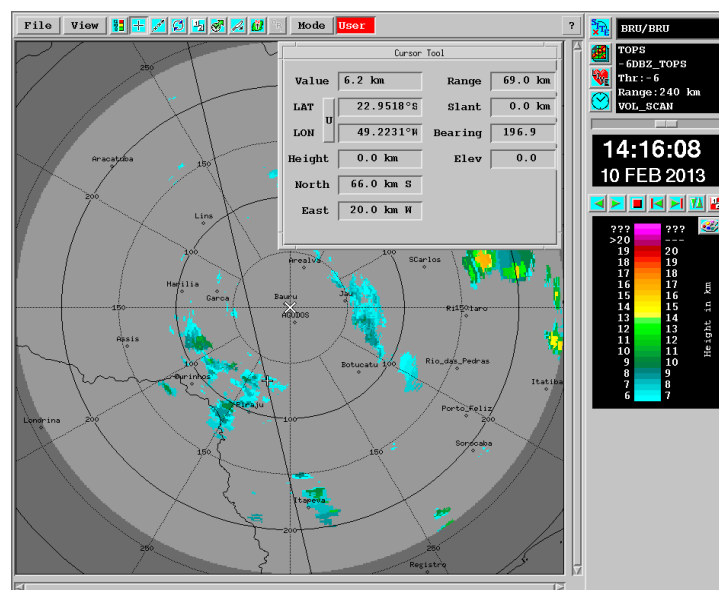 File View Mode User ?
Cursor Tool
Value 6.2 km Range 69.0 km
LAT 22.9518°S Slant 0.0 km
U
LON 49.2231°W Bearing 196.9
Height 0.0 km Elev 0.0
North 66.0 km S
East 20.0 km W
BRU/BRU
TOPS
-6DBZ_TOPS
Thr:-6
Range:240 km
VOL_SCAN
14:16:08
10 FEB 2013
??? ???
>20 ---
19 20
18 19
17 18
16 17
15 16
14 15
13 14
12 13
11 12
10 11
9 10
8 9
7 8
6 7
Height in km
250
Aracatuba
150
200
Lins
100
Arealva
SCarlos
Marilia
Garca
Bauru
Jau
150
AGUDOS
Assis
100
Botucatu
100
Rio_das_Pedras
Ourinhos
Itatiba
Piraju
Londrina
200
100
Porto_Feliz
150
150
Sorocaba
Itapeva
200
250
250
Registro